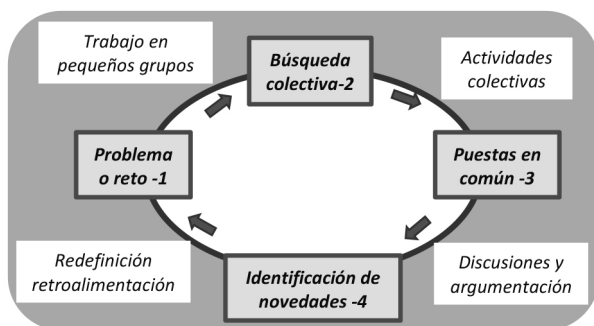 Trabajo en
pequeños grupos
Búsqueda
colectiva-2
Actividades
colectivas
Problema
o reto -1
Puestas en
común -3
Redefinición
retroalimentación
Identificación de
novedades -4
Discusiones y
argumentación